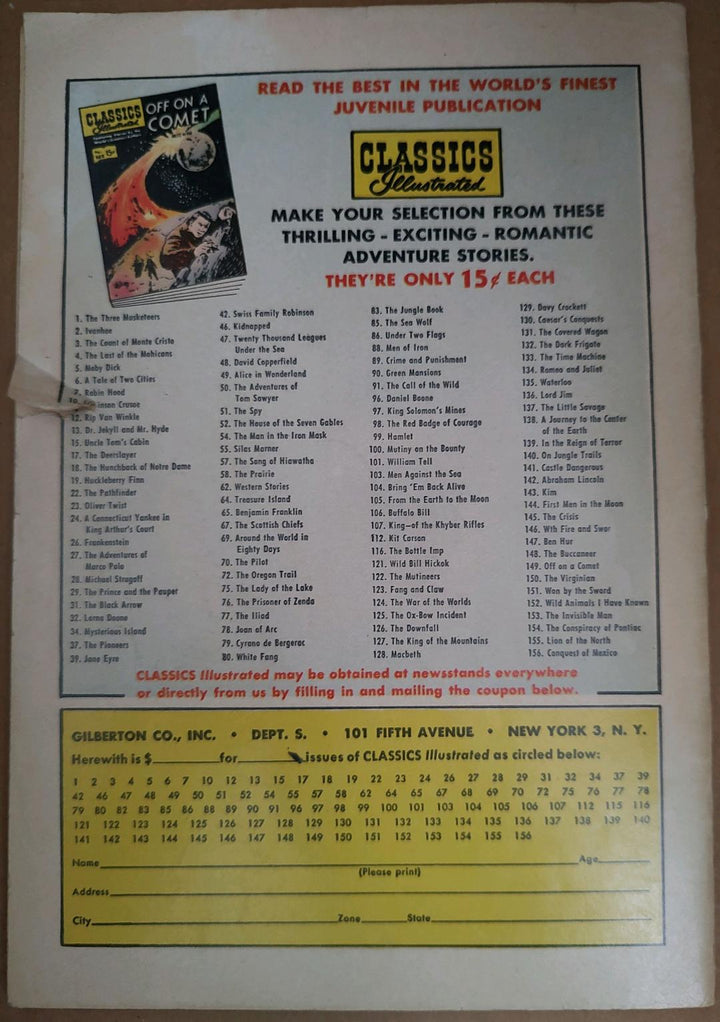 CLASSICS
Illustrated
OFF ON A
COMET
15¢
READ THE BEST IN THE WORLD'S FINEST
JUVENILE PUBLICATION
CLASSICS
Illustrated
MAKE YOUR SELECTION FROM THESE
THRILLING - EXCITING - ROMANTIC
ADVENTURE STORIES.
THEY'RE ONLY 15¢ EACH
1. The Three Musketeers
2. Ivanhoe
3. The Count of Monte Cristo
4. The Last of the Mohicans
5. Moby Dick
6. A Tale of Two Cities
7. Robin Hood
10. inson Crusoe
12. Rip Van Winkle
13. Dr. Jekyll and Mr. Hyde
15. Uncle Tom's Cabin
17. The Deerslayer
18. The Hunchback of Notre Dame
19. Huckleberry Finn
22. The Pathfinder
23. Oliver Twist
24. A Connecticut Yankee in
King Arthur's Court
26. Frankenstein
27. The Adventures of
Marco Polo
28. Michael Strogoff
29. The Prince and the Pauper
31. The Black Arrow
32. Lorna Doone
34. Mysterious Island
37. The Pioneers
39. Jane Eyre
42. Swiss Family Robinson
46. Kidnapped
47. Twenty Thousand Leagues
Under the Sea
48. David Copperfield
49. Alice in Wonderland
50. The Adventures of
Tom Sawyer
51. The Spy
52. The House of the Seven Gables
54. The Man in the Iron Mask
55. Silas Marner
57. The Song of Hiawatha
58. The Prairie
62. Western Stories
64. Treasure Island
65. Benjamin Franklin
67. The Scottish Chiefs
69. Around the World in
Eighty Days
70. The Pilot
72. The Oregon Trail
75. The Lady of the Lake
76. The Prisoner of Zenda
77. The Iliad
78. Joan of Arc
79. Cyrano de Bergerac
80. White Fang
83. The Jungle Book
85. The Sea Wolf
86. Under Two Flags
88. Men of Iron
89. Crime and Punishment
90. Green Mansions
91. The Call of the Wild
96. Daniel Boone
97. King Solomon's Mines
98. The Red Badge of Courage
99. Hamlet
100. Mutiny on the Bounty
101. William Tell
103. Men Against the Sea
104. Bring 'Em Back Alive
105. From the Earth to the Moon
106. Buffalo Bill
107. King—of the Khyber Rifles
112. Kit Carson
116. The Bottle Imp
121. Wild Bill Hickok
122. The Mutineers
123. Fang and Claw
124. The War of the Worlds
125. The Ox-Bow Incident
126. The Downfall
127. The King of the Mountains
128. Macbeth
129. Davy Crockett
130. Caesar's Conquests
131. The Covered Wagon
132. The Dark Frigate
133. The Time Machine
134. Romeo and Juliet
135. Waterloo
136. Lord Jim
137. The Little Savage
138. A Journey to the Center
of the Earth
139. In the Reign of Terror
140. On Jungle Trails
141. Castle Dangerous
142. Abraham Lincoln
143. Kim
144. First Men in the Moon
145. The Crisis
146. With Fire and Swor
147. Ben Hur
148. The Buccaneer
149. Off on a Comet
150. The Virginian
151. Won by the Sword
152. Wild Animals I Have Known
153. The Invisible Man
154. The Conspiracy of Pontiac
155. Lion of the North
156. Conquest of Mexico
CLASSICS Illustrated may be obtained at newsstands everywhere
or directly from us by filling in and mailing the coupon below.
GILBERTON CO., INC. • DEPT. S. • 101 FIFTH AVENUE • NEW YORK 3, N. Y.
Herewith is $ for issues of CLASSICS Illustrated as circled below:
1 2 3 4 5 6 7 10 12 13 15 17 18 19 22 23 24 26 27 28 29 31 32 34 37 39
42 46 47 48 49 50 51 52 54 55 57 58 62 64 65 67 68 69 70 72 75 76 77 78
79 80 82 83 85 86 88 89 90 91 96 97 98 99 100 101 103 104 105 106 107 112 115 116
121 122 123 124 125 126 127 128 129 130 131 132 133 134 135 136 137 138 139 140
141 142 143 144 145 146 147 148 149 150 151 152 153 154 155 156
Name Age
(Please print)
Address
City Zone State